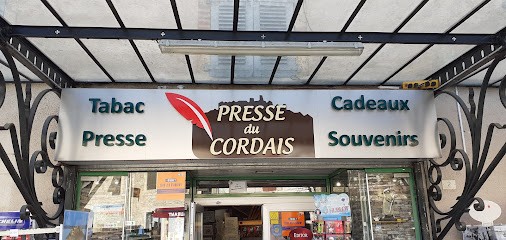 Tabac
Presse
PRESSE
du
CORDAIS
Cadeaux
Souvenirs